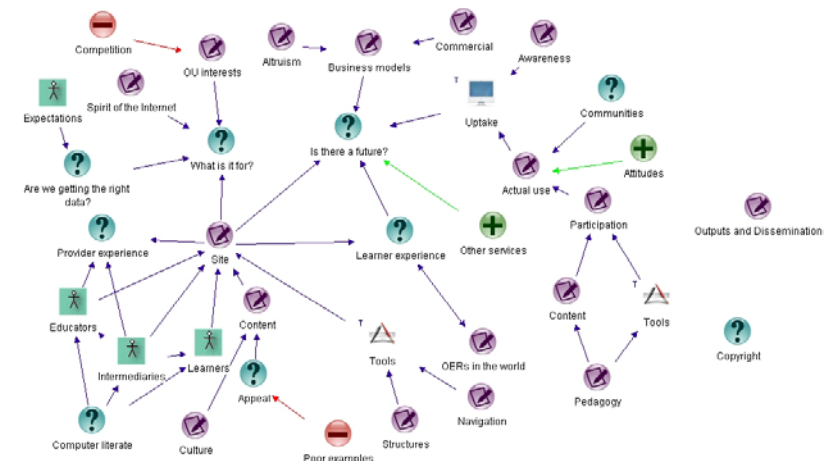 Competition
OU interests
Altruism
Business models
Commercial
Awareness
Spirit of the Internet
Expectations
T
Uptake
Communities
What is it for?
Is there a future?
Are we getting the right
data?
Actual use
Attitudes
Participation
Outputs and Dissemination
Provider experience
Site
Learner experience
Other services
Educators
Content
Content
T
Tools
Intermediaries
Learners
T
Tools
OERs in the world
Copyright
Appeal
Pedagogy
Navigation
Computer literate
Culture
Structures
Poor examples